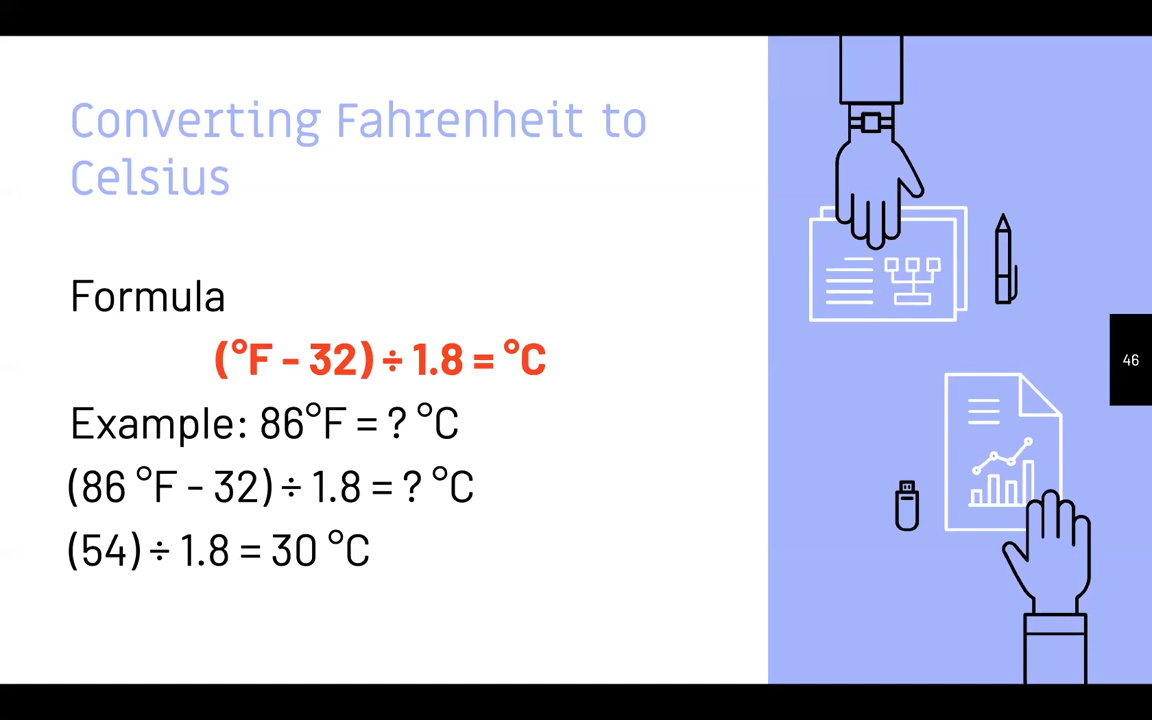 Converting Fahrenheit to
Celsius
Formula
(°F - 32) ÷ 1.8 = °C
Example: 86°F = ? °C
(86 °F - 32) ÷ 1.8 = ? °C
(54) ÷ 1.8 = 30 °C
46